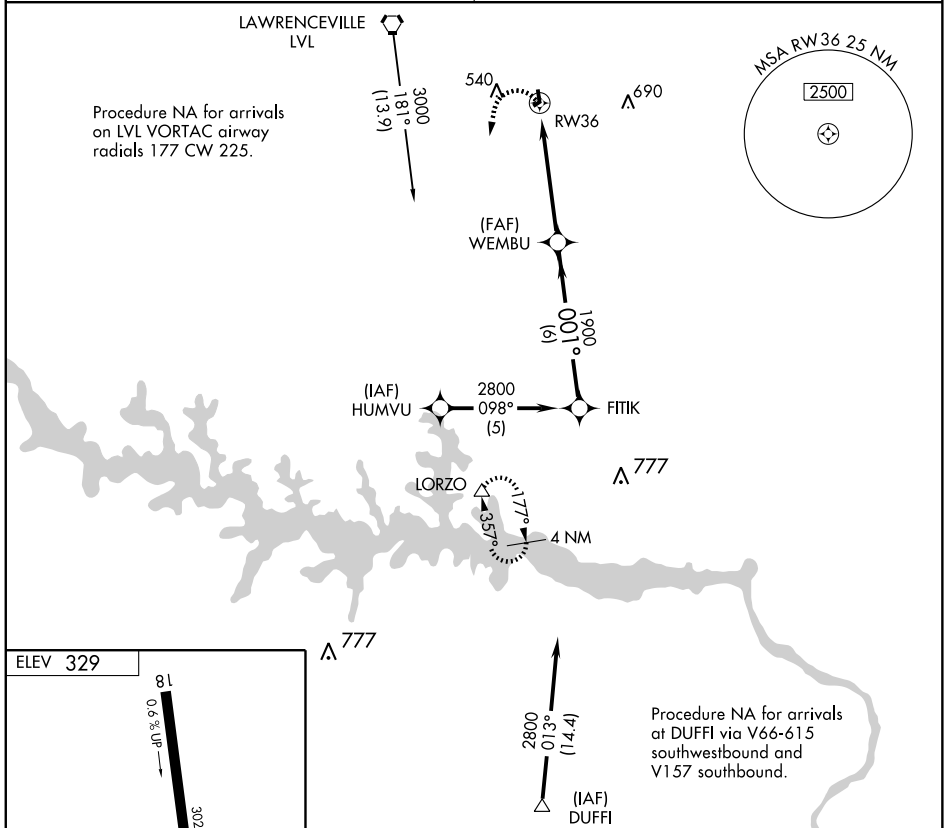 LAWRENCEVILLE
LVL
3000
181°
(13.9)
Procedure NA for arrivals
on LVL VORTAC airway
radials 177 CW 225.
540
690
RW36
MSA RW36 25 NM
2500
(FAF)
WEMBU
1900
001°
(6)
(IAF)
HUMVU
2800
098°
(5)
FITIK
777
LORZO
177°
357°
4 NM
777
ELEV 329
18
0.6 % UP
302
2800
013°
(14.4)
(IAF)
DUFFI
Procedure NA for arrivals
at DUFFI via V66-615
southwestbound and
V157 southbound.